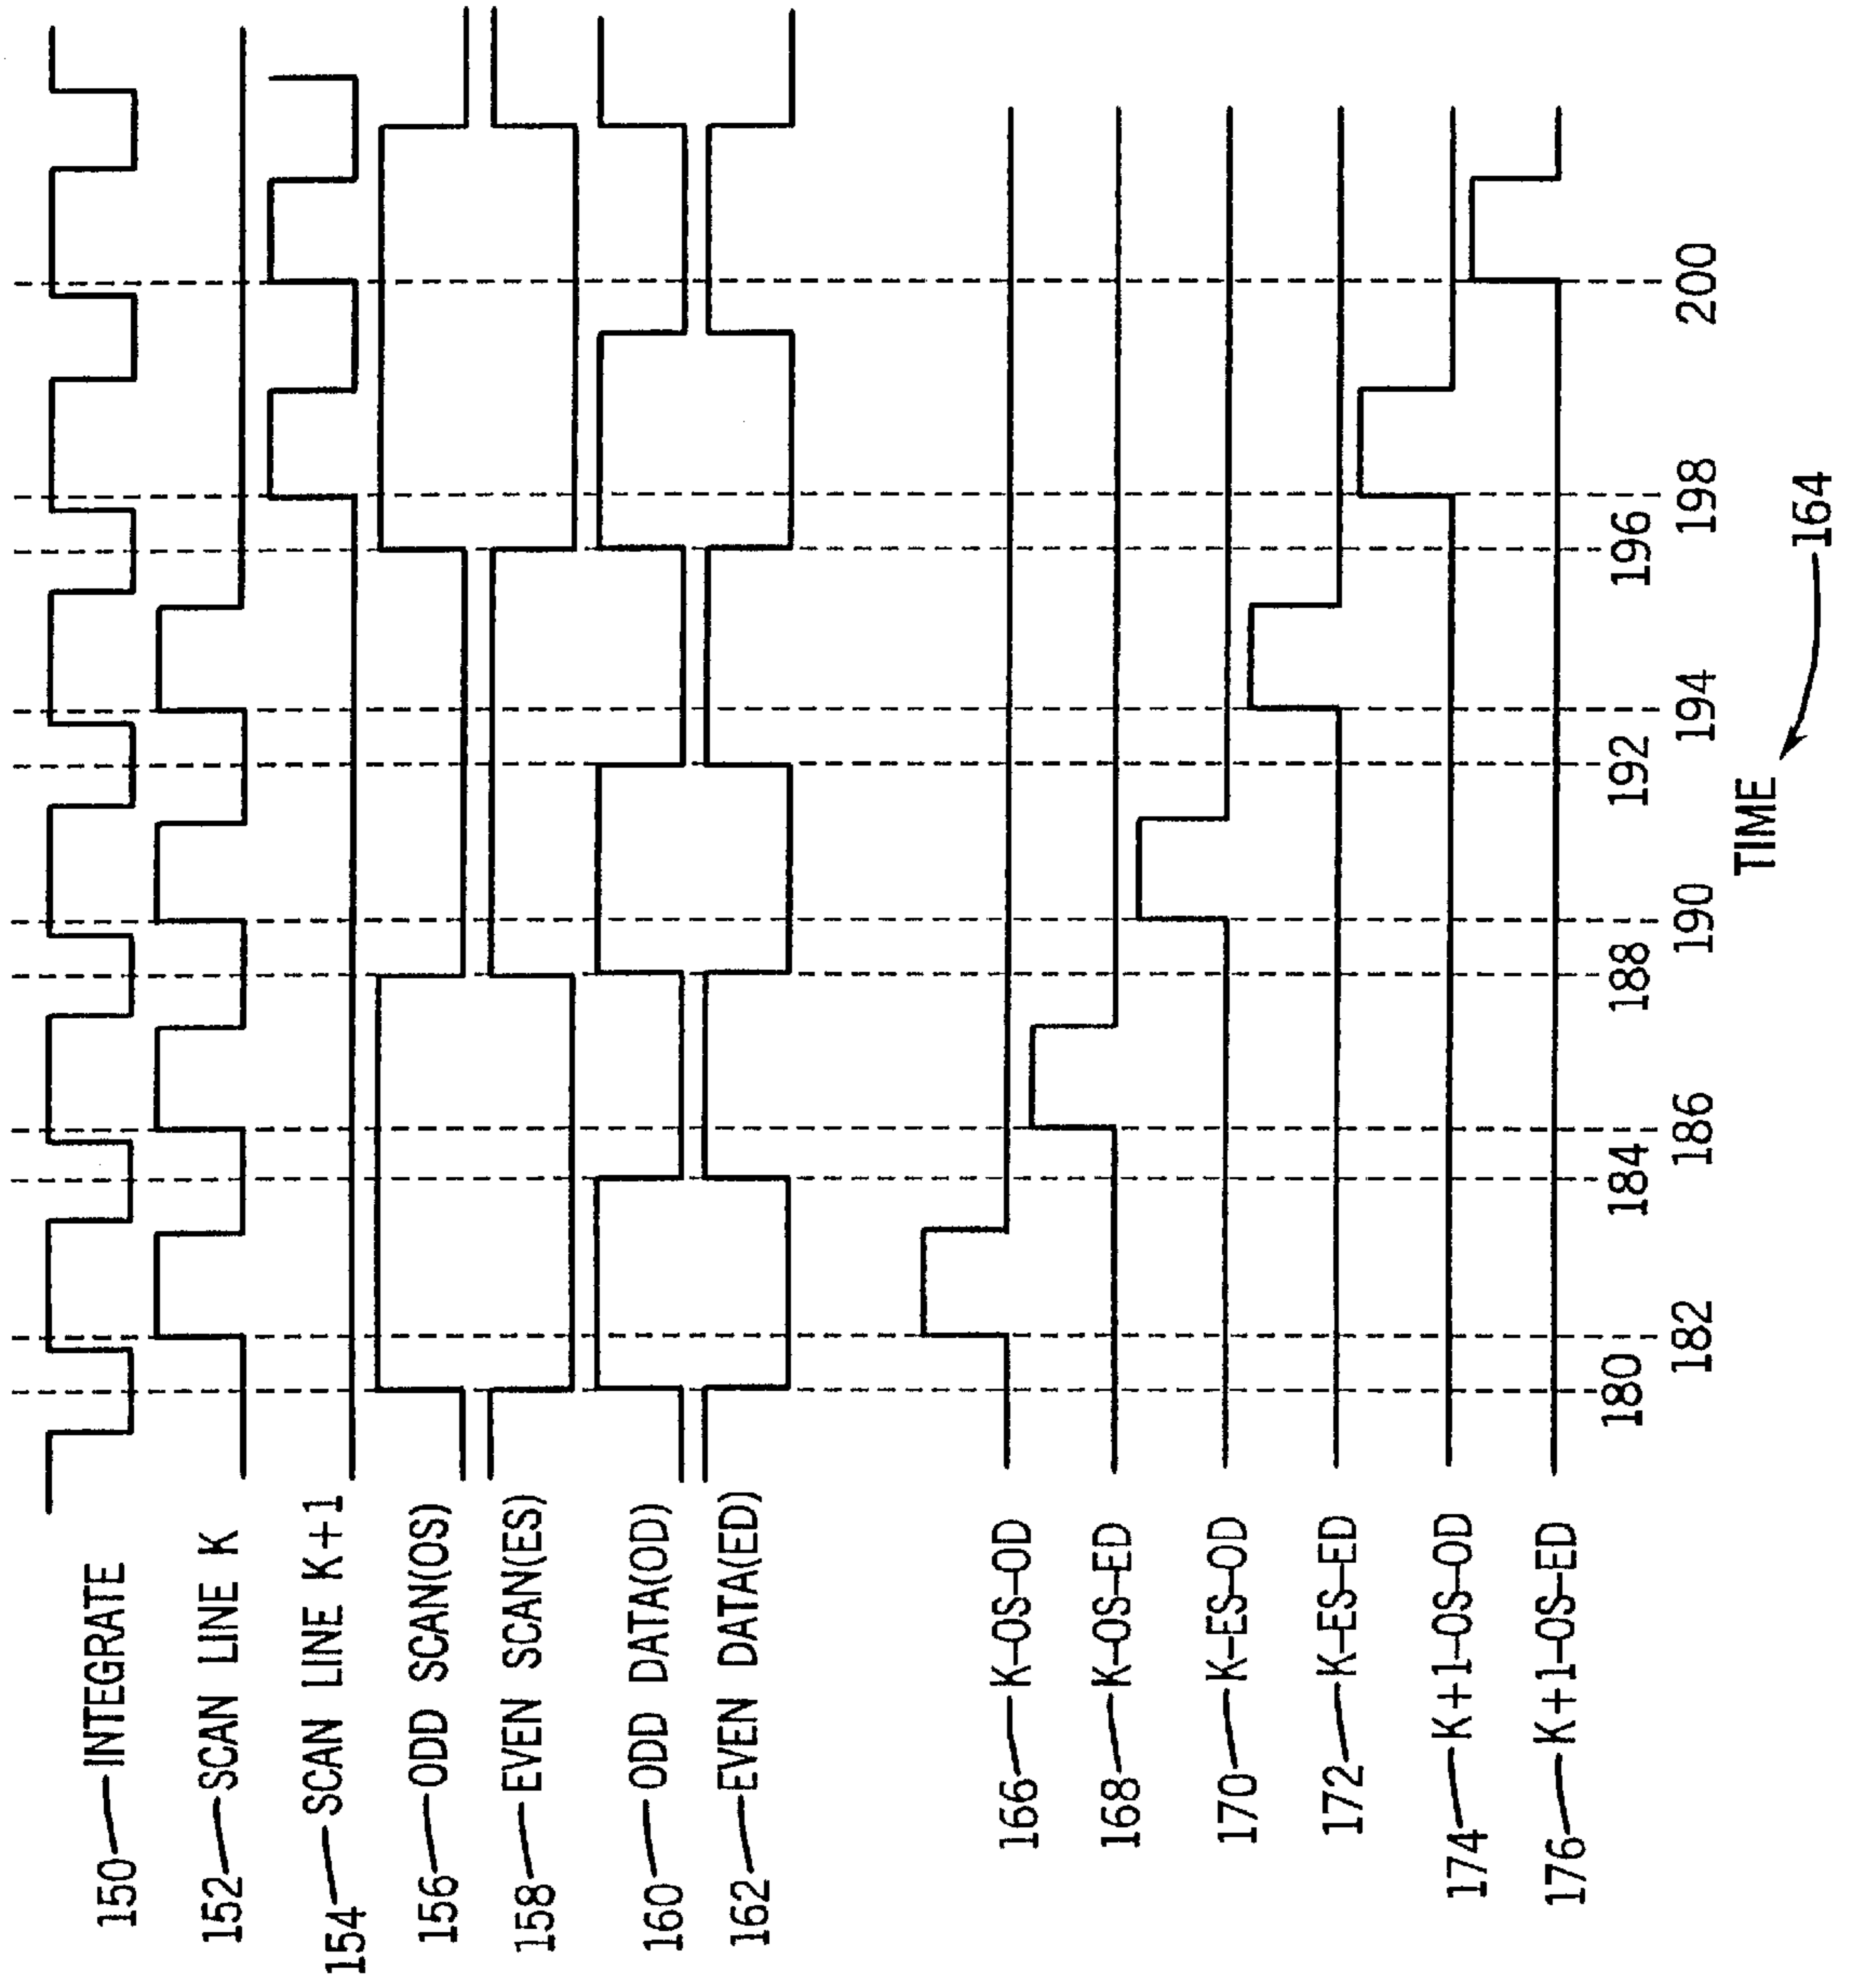 150 INTEGRATE
152 SCAN LINE K
154 SCAN LINE K+1
156 ODD SCAN(OS)
158 EVEN SCAN(ES)
160 ODD DATA(OD)
162 EVEN DATA(ED)
166 K-OS-OD
168 K-OS-ED
170 K-ES-OD
172 K-ES-ED
174 K+1-OS-OD
176 K+1-OS-ED
180 184 188 192 196
182 186 190 194 198 200
TIME 164